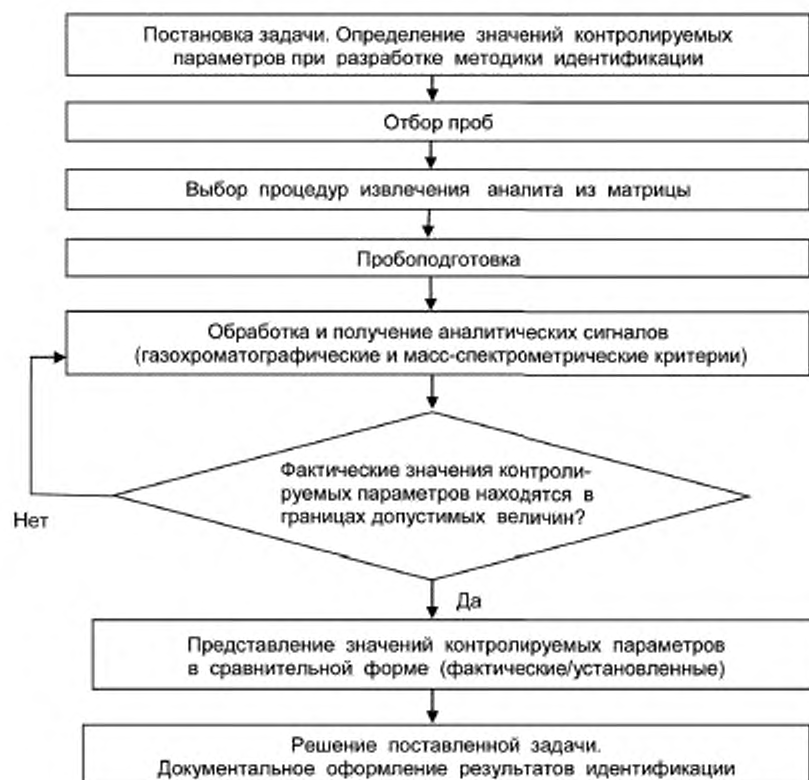 Постановка задачи. Определение значений контролируемых
параметров при разработке методики идентификации
Отбор проб
Выбор процедур извлечения аналита из матрицы
Пробоподготовка
Обработка и получение аналитических сигналов
(газохроматографические и масс-спектрометрические критерии)
Фактические значения контроли-
руемых параметров находятся в
границах допустимых величин?
Нет
Да
Представление значений контролируемых параметров
в сравнительной форме (фактические/установленные)
Решение поставленной задачи.
Документальное оформление результатов идентификации